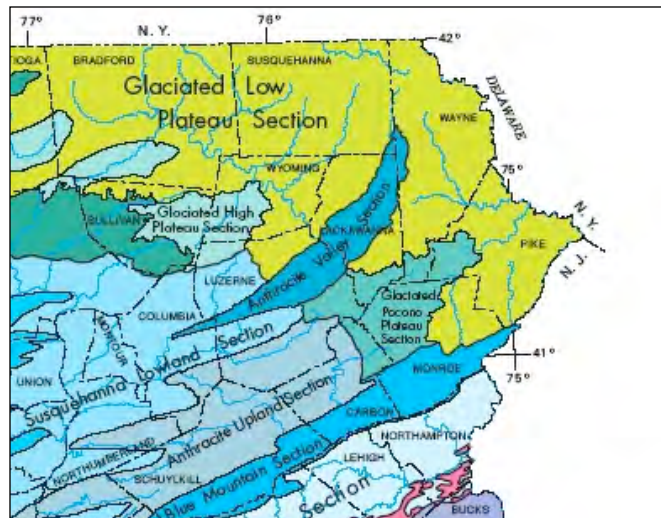 77°
N. Y.
76°
42°
IOGA
BRADFORD
SUSQUEHANNA
Glaciated Low
Plateau Section
DELAWARE
WAYNE
WYOMING
75°
SULLIVAN
Glaciated High
Plateau Section
LACKAWANNA
N. Y.
N. J.
PIKE
LUZERNE
Anthracite Valley Section
COLUMBIA
Glaciated
Pocono
Plateau
Section
MONTOUR
41°
75°
UNION
Susquehanna Lowland Section
MONROE
CARBON
Anthracite Upland Section
NORTHUMBERLAND
NORTHAMPTON
LEHIGH
SCHUYLKILL
Blue Mountain Section
Section
BUCKS